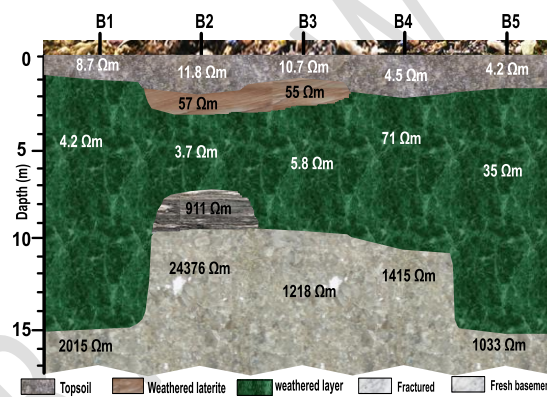 B1 B2 B3 B4 B5
0
8.7 Ωm 11.8 Ωm 10.7 Ωm 4.5 Ωm 4.2 Ωm
57 Ωm 55 Ωm
4.2 Ωm 3.7 Ωm 5.8 Ωm 71 Ωm 35 Ωm
5
Dapth (m)
911 Ωm
10
24376 Ωm 1218 Ωm 1415 Ωm
15
2015 Ωm 1033 Ωm
Topsoil Weathered laterite weathered layer Fractured Fresh basemen